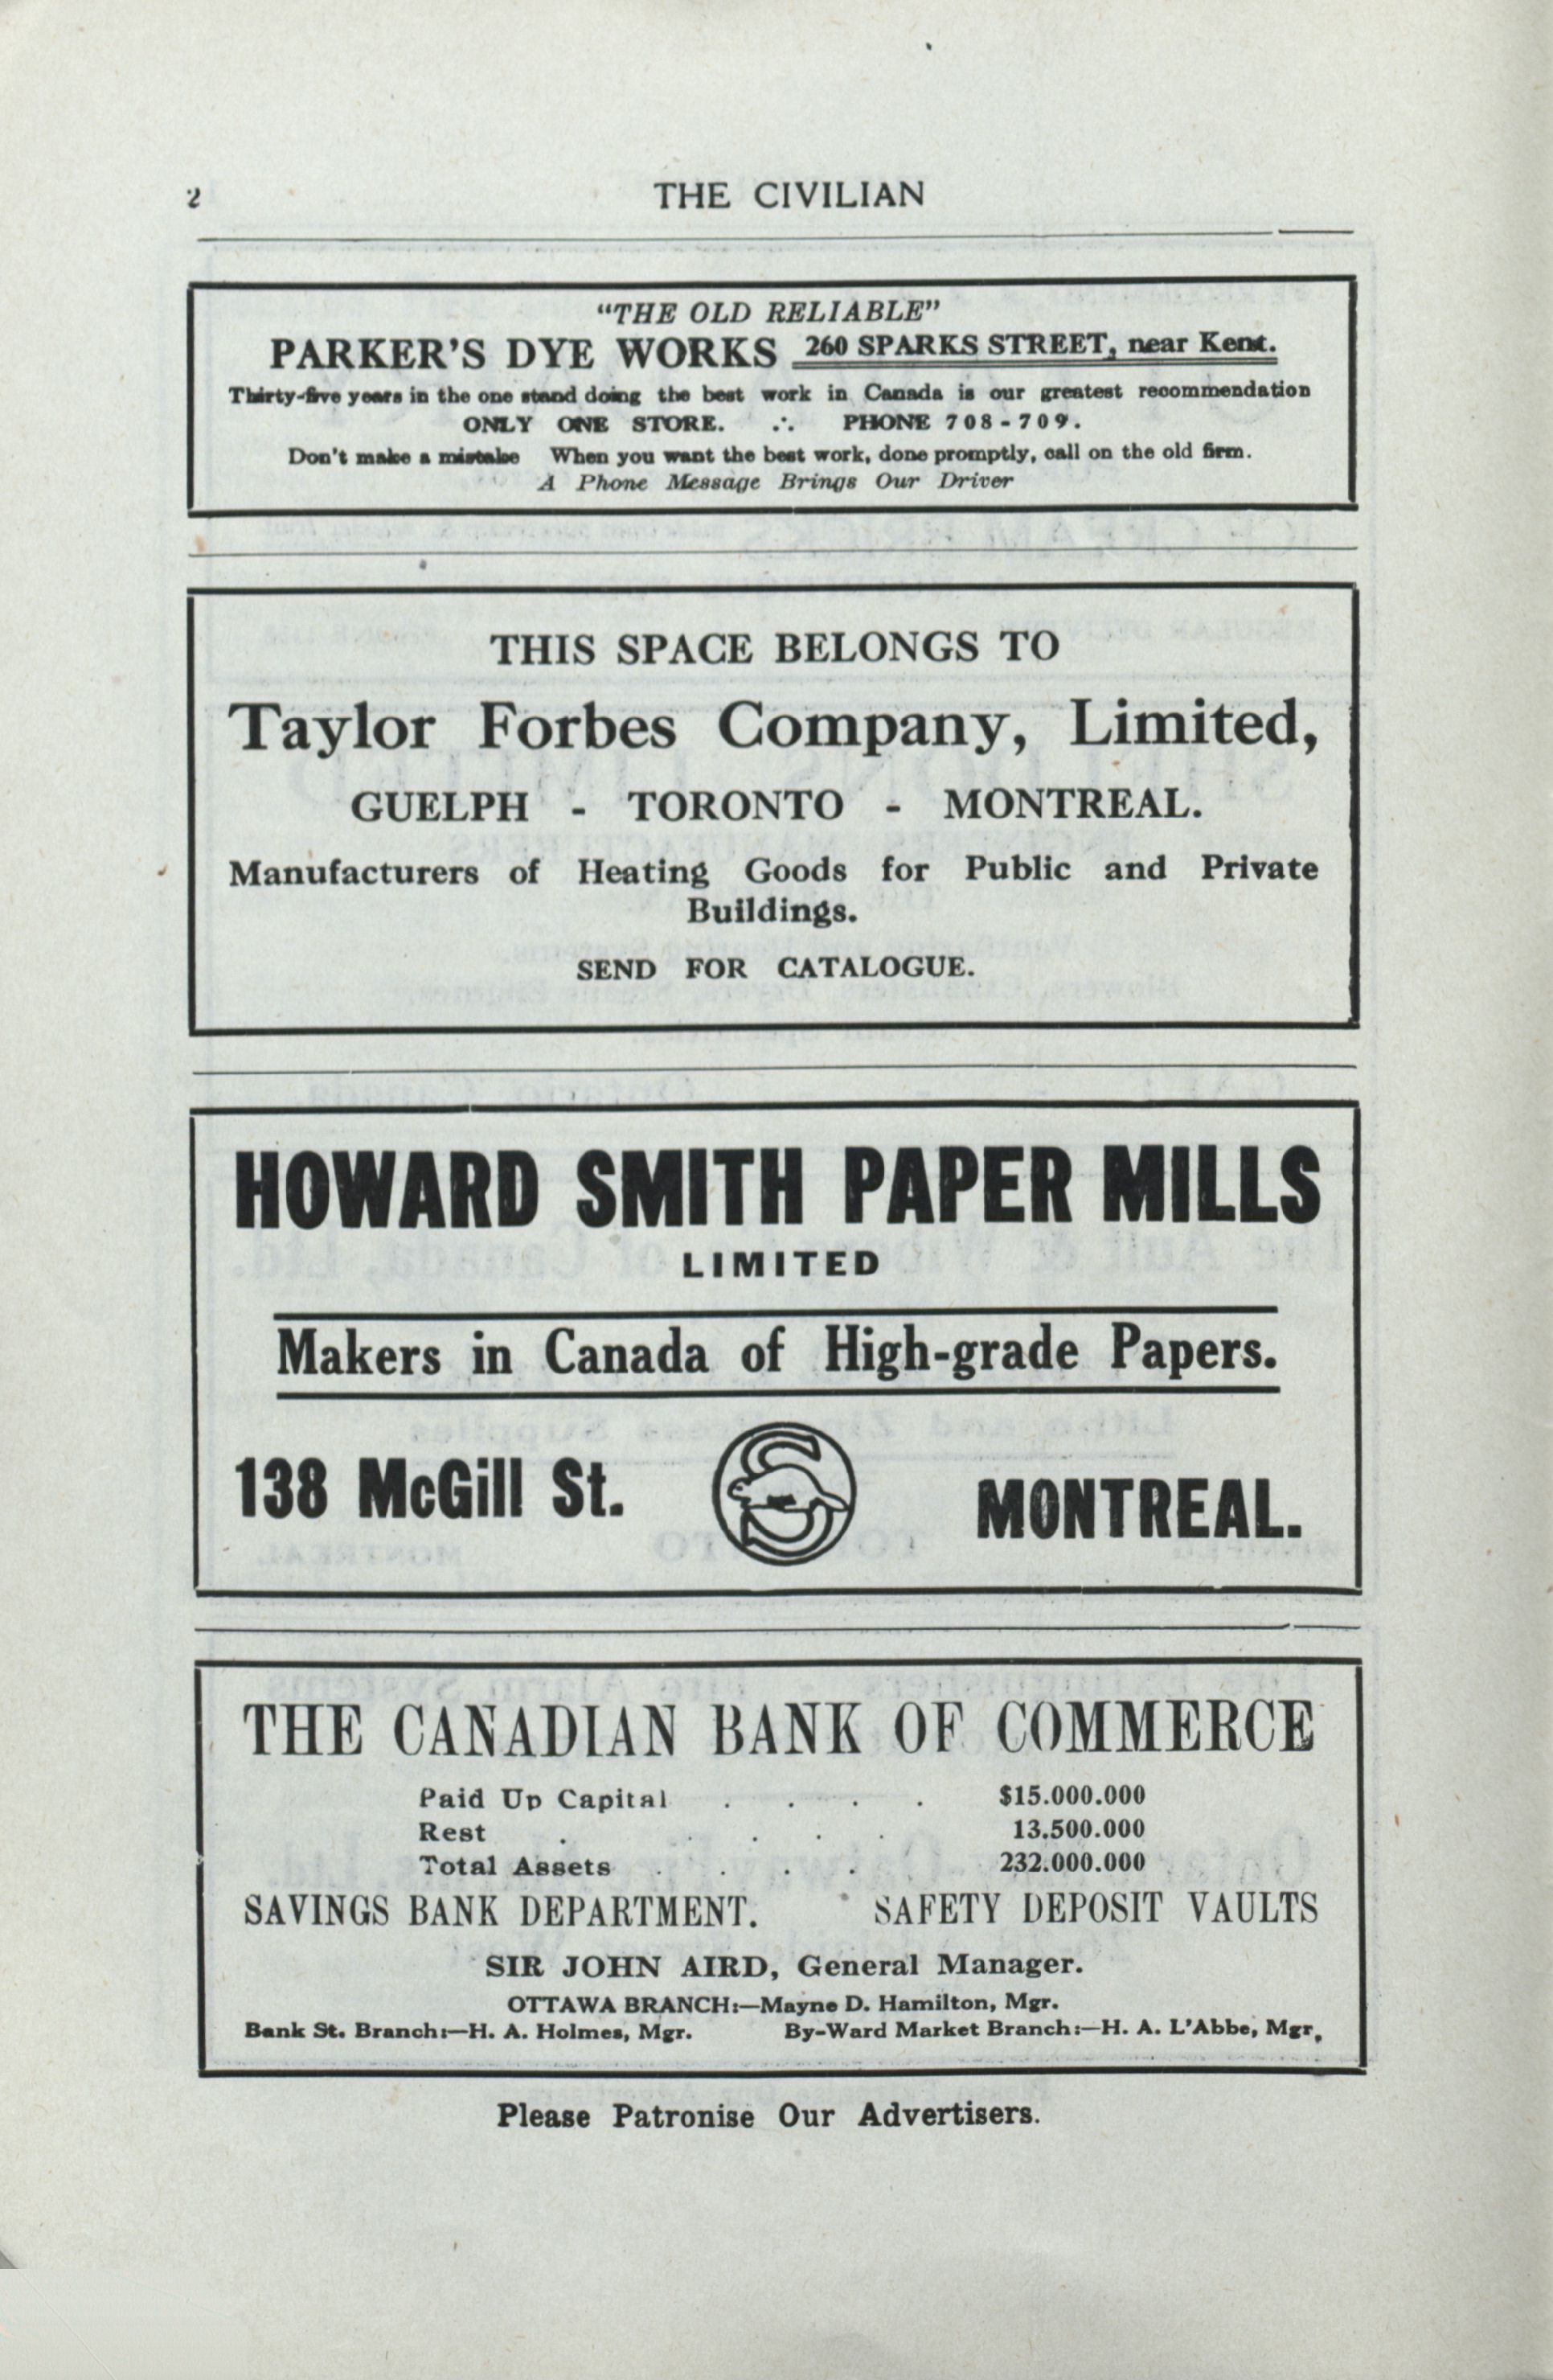 2
THE CIVILIAN
"THE OLD RELIABLE"
PARKER'S DYE WORKS 260 SPARKS STREET, near Kent.
Thirty-five years in the one stand doing the best work in Canada is our greatest recommendation
ONLY ONE STORE. ∴ PHONE 708-709.
Don't make a mistake When you want the best work, done promptly, call on the old firm.
A Phone Message Brings Our Driver
THIS SPACE BELONGS TO
Taylor Forbes Company, Limited,
GUELPH - TORONTO - MONTREAL.
Manufacturers of Heating Goods for Public and Private
Buildings.
SEND FOR CATALOGUE.
HOWARD SMITH PAPER MILLS
LIMITED
Makers in Canada of High-grade Papers.
138 McGill St. MONTREAL.
THE CANADIAN BANK OF COMMERCE
Paid Up Capital . . . . $15.000.000
Rest . . . . . 13.500.000
Total Assets . . . . 232.000.000
SAVINGS BANK DEPARTMENT. SAFETY DEPOSIT VAULTS
SIR JOHN AIRD, General Manager.
OTTAWA BRANCH:—Mayne D. Hamilton, Mgr.
Bank St. Branch:—H. A. Holmes, Mgr. By-Ward Market Branch:—H. A. L'Abbe, Mgr.
Please Patronise Our Advertisers.